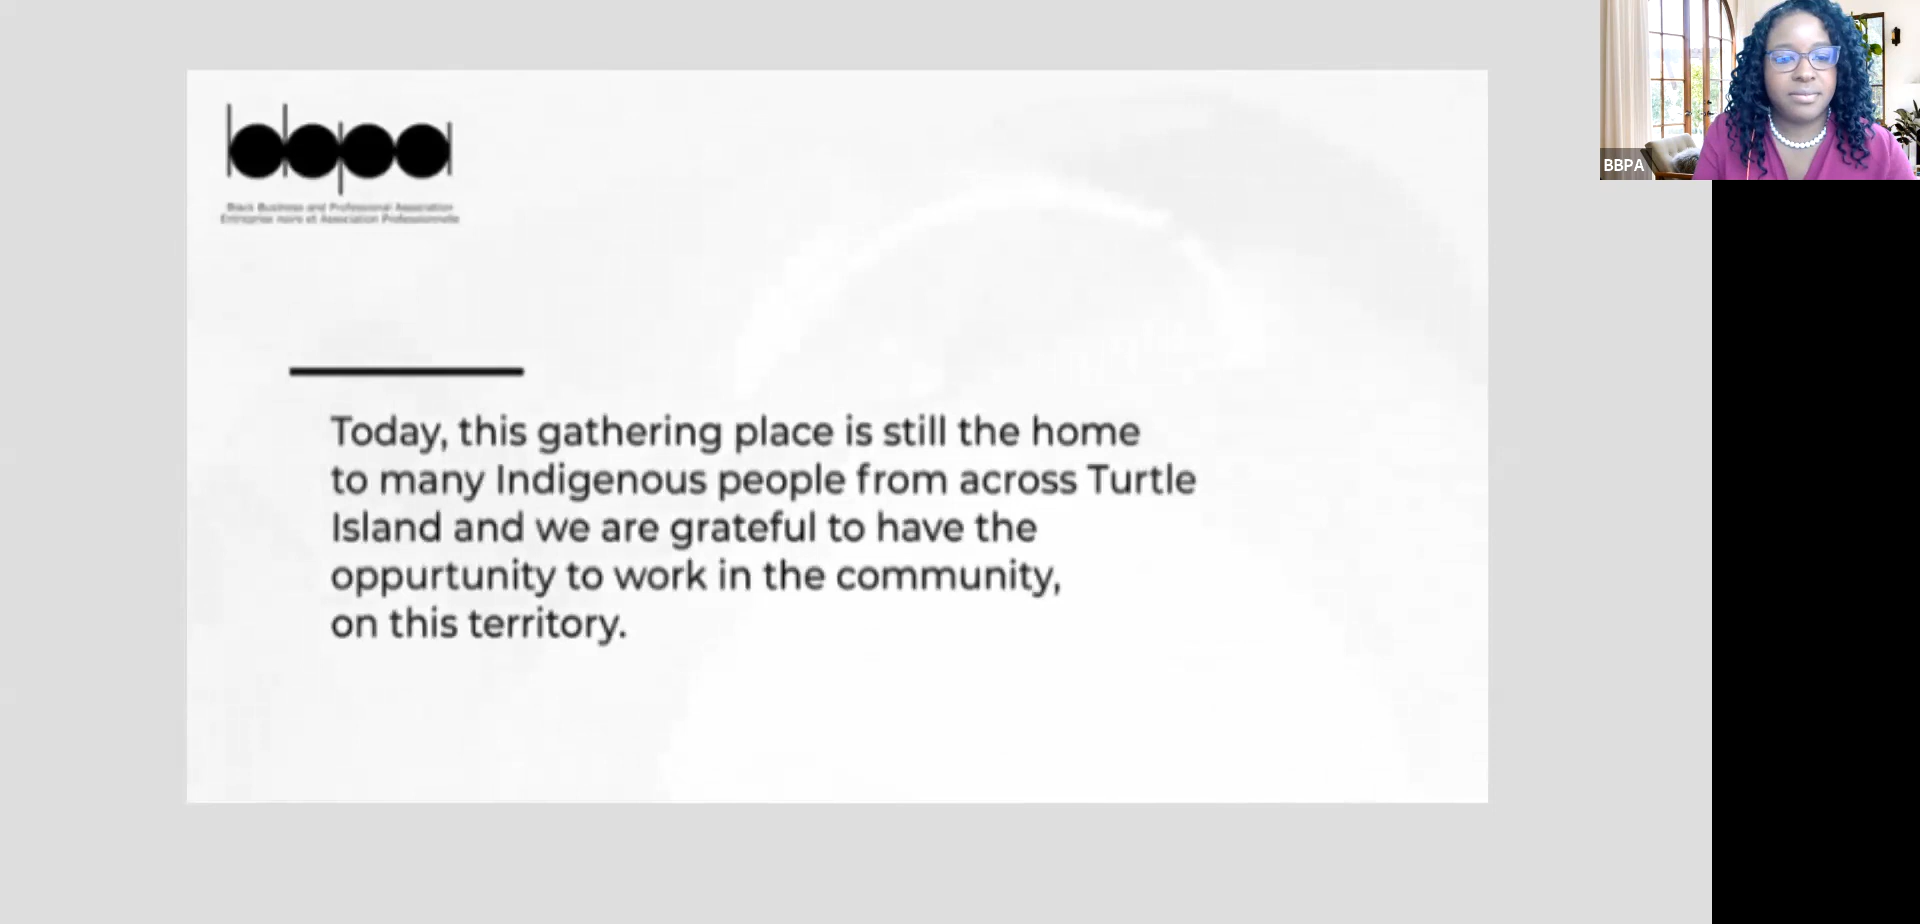 bbpa
Black Business and Professional Association
Entreprise noire et Association Professionnelle
BBPA
Today, this gathering place is still the home
to many Indigenous people from across Turtle
Island and we are grateful to have the
oppurtunity to work in the community,
on this territory.